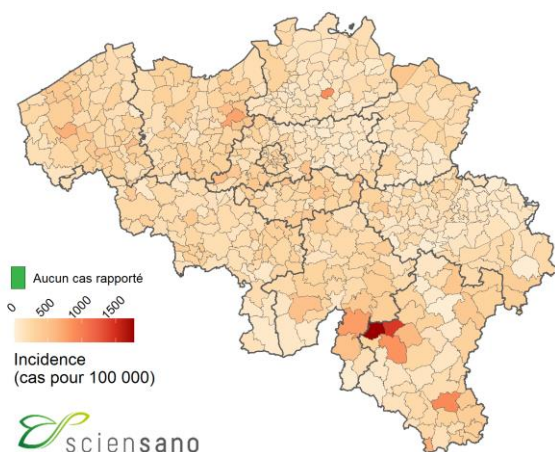 Aucun cas rapporté
0 500 1000 1500
Incidence
(cas pour 100 000)
sciensano